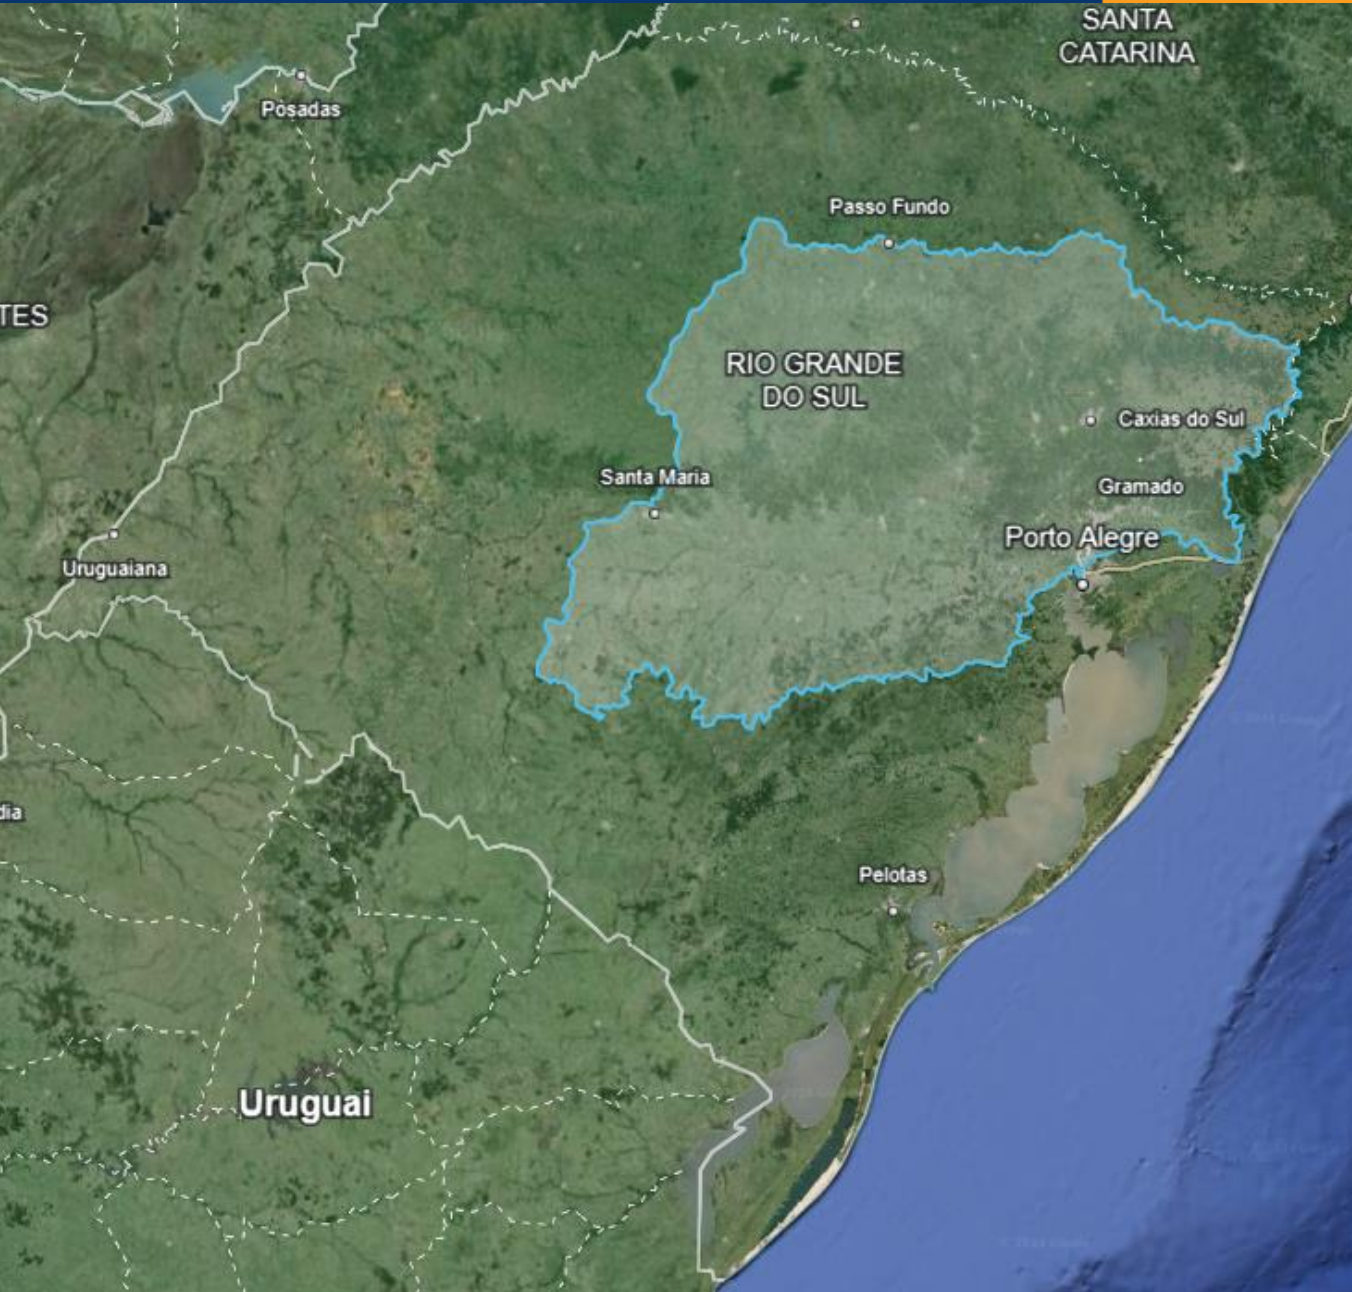 SANTA
CATARINA
Posadas
Passo Fundo
TES
RIO GRANDE
DO SUL
Caxias do Sul
Santa Maria
Gramado
Porto Alegre
Uruguaiana
dia
Pelotas
Uruguai